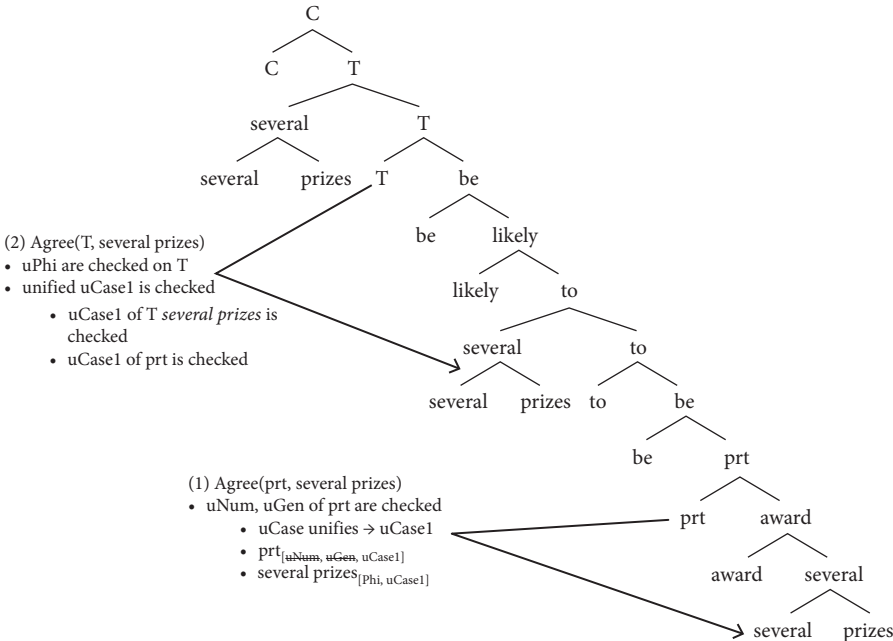 C
C T
several T
several prizes T be
be likely
(2) Agree(T, several prizes)
• uPhi are checked on T
• unified uCase1 is checked
• uCase1 of T several prizes is
checked
• uCase1 of prt is checked
likely to
several to
several prizes to be
be prt
(1) Agree(prt, several prizes)
• uNum, uGen of prt are checked
• uCase unifies → uCase1
• prt[uNum, uGen, uCase1]
• several prizes[Phi, uCase1]
prt award
award several
several prizes